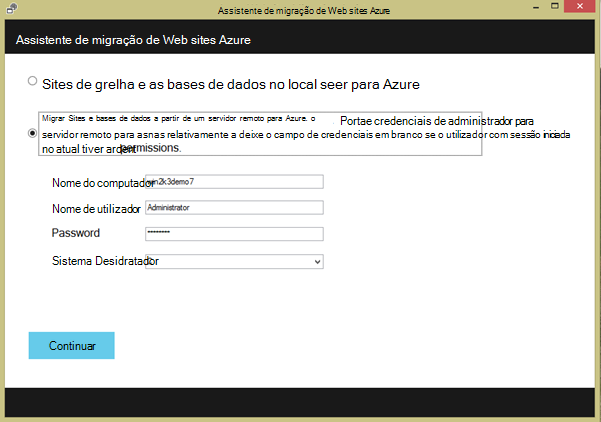 Assistente de migração de Web sites Azure
Assistente de migração de Web sites Azure
Sites de grelha e as bases de dados no local seer para Azure
Migrar Sites e bases de dados a partir de um servidor remoto para Azure. o Portae credenciais de administrador para
servidor remoto para asnas relativamente a deixe o campo de credenciais em branco se o utilizador com sessão iniciada
no atual tiver ardent permissions.
Nome do computador win2k3demo7
Nome de utilizador Administrator
Password ********
Sistema Desidratador
Continuar